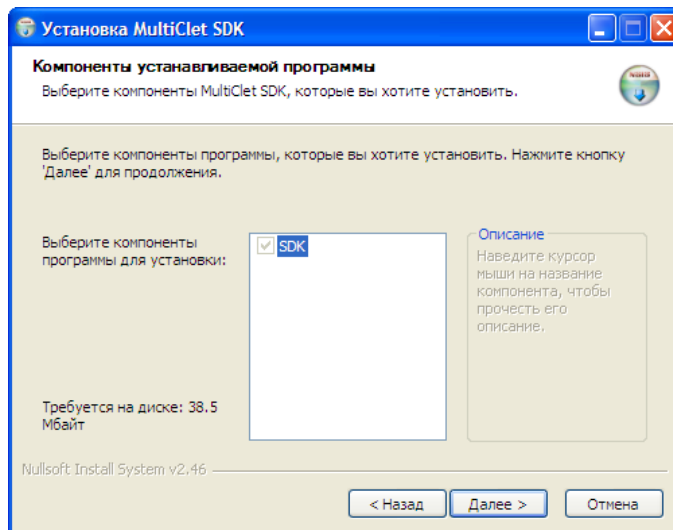 Установка MultiClet SDK
Компоненты устанавливаемой программы
Выберите компоненты MultiClet SDK, которые вы хотите установить.
Выберите компоненты программы, которые вы хотите установить. Нажмите кнопку
'Далее' для продолжения.
Выберите компоненты
программы для установки:
SDK
Описание
Наведите курсор
мыши на название
компонента, чтобы
прочесть его
описание.
Требуется на диске: 38.5
Мбайт
Nullsoft Install System v2.46
< Назад
Далее >
Отмена